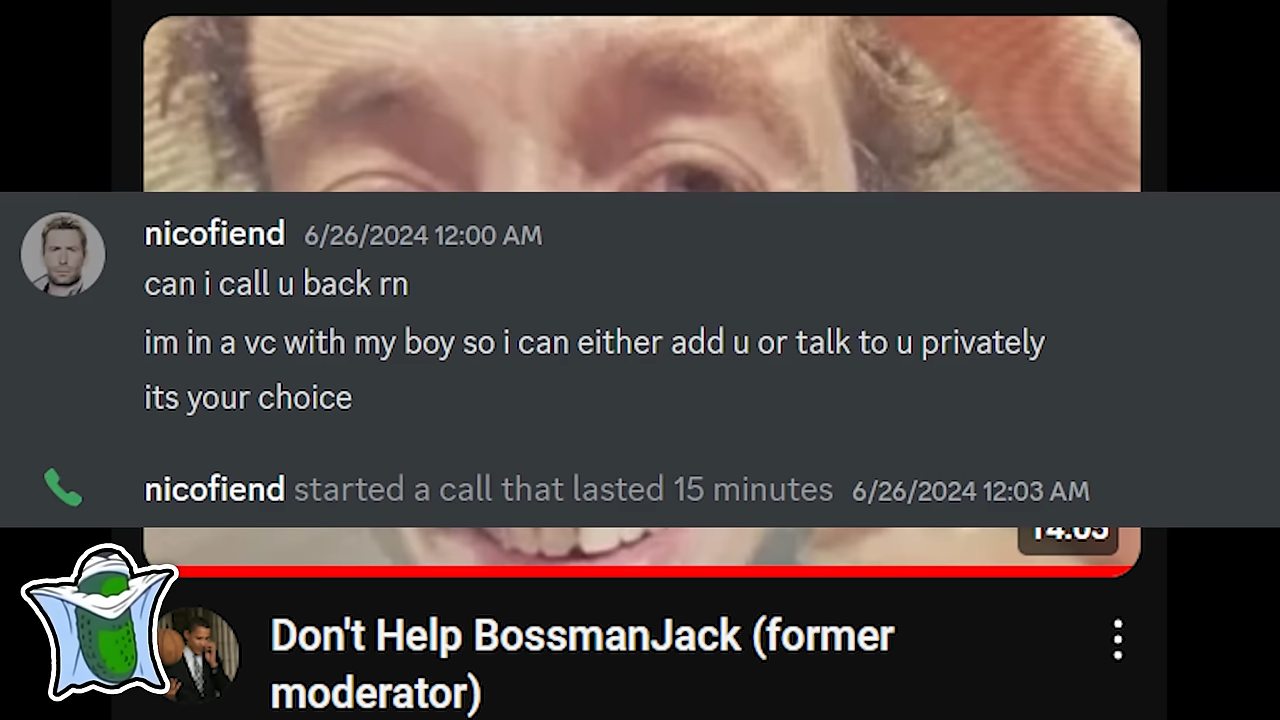 nicofiend 6/26/2024 12:00 AM
can i call u back rn
im in a vc with my boy so i can either add u or talk to u privately
its your choice
nicofiend started a call that lasted 15 minutes 6/26/2024 12:03 AM
14:05
Don't Help BossmanJack (former
moderator)